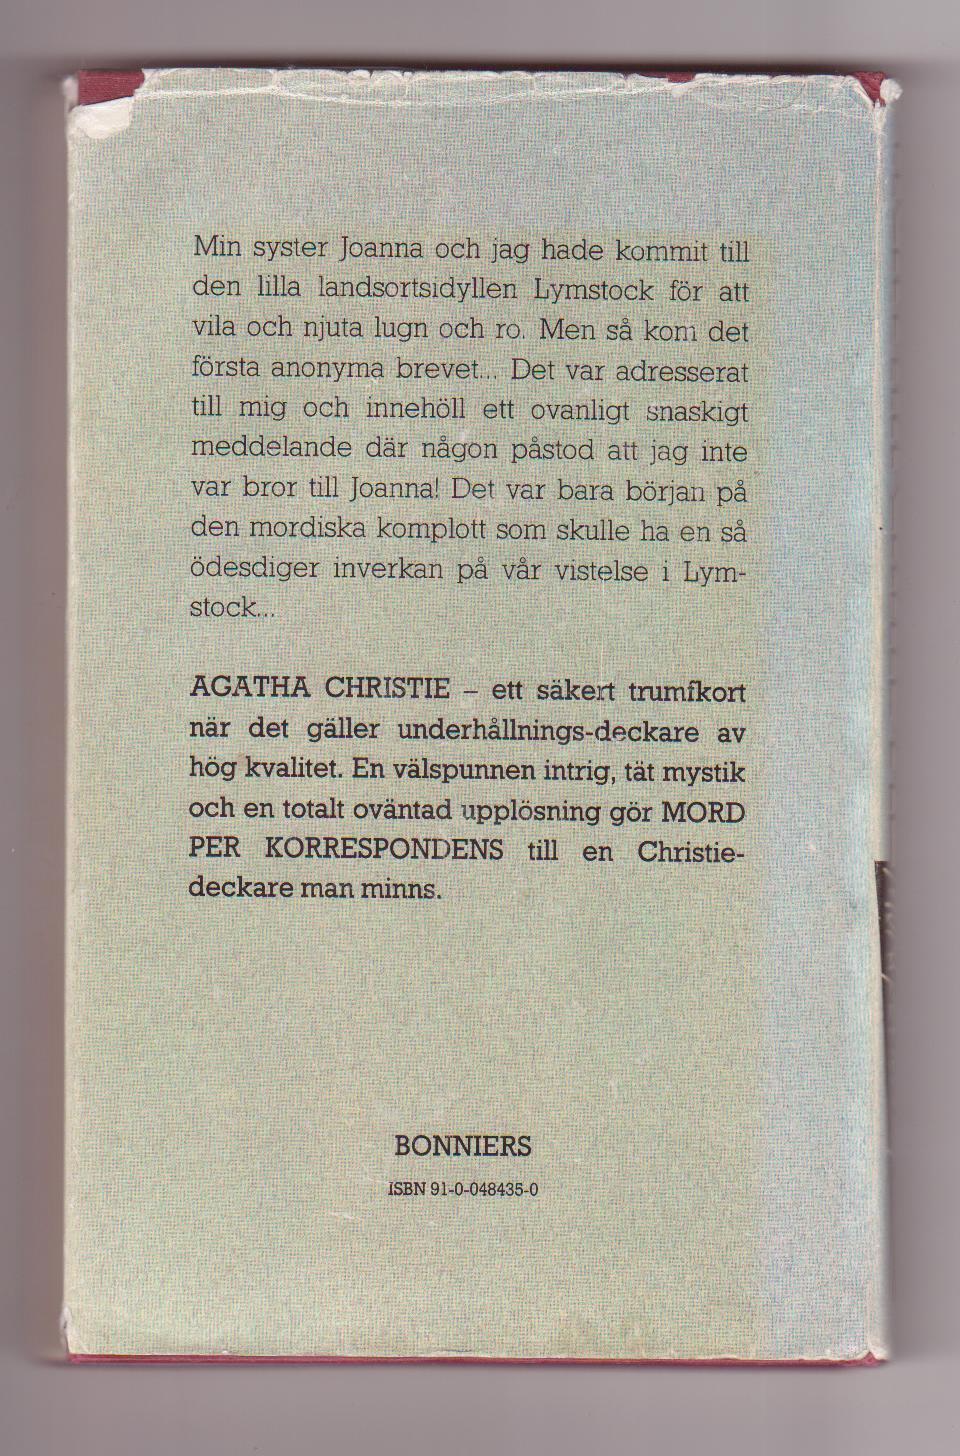 Min syster Joanna och jag hade kommit till
den lilla landsortsidyllen Lymstock för att
vila och njuta lugn och ro. Men så kom det
första anonyma brevet... Det var adresserat
till mig och innehöll ett ovanligt snaskigt
meddelande där någon påstod att jag inte
var bror till Joanna! Det var bara början på
den mordiska komplott som skulle ha en så
ödesdiger inverkan på vår vistelse i Lym-
stock...
AGATHA CHRISTIE – ett säkert trumfkort
när det gäller underhållnings-deckare av
hög kvalitet. En välspunnen intrig, tät mystik
och en totalt oväntad upplösning gör MORD
PER KORRESPONDENS till en Christie-
deckare man minns.
BONNIERS
ISBN 91-0-048435-0